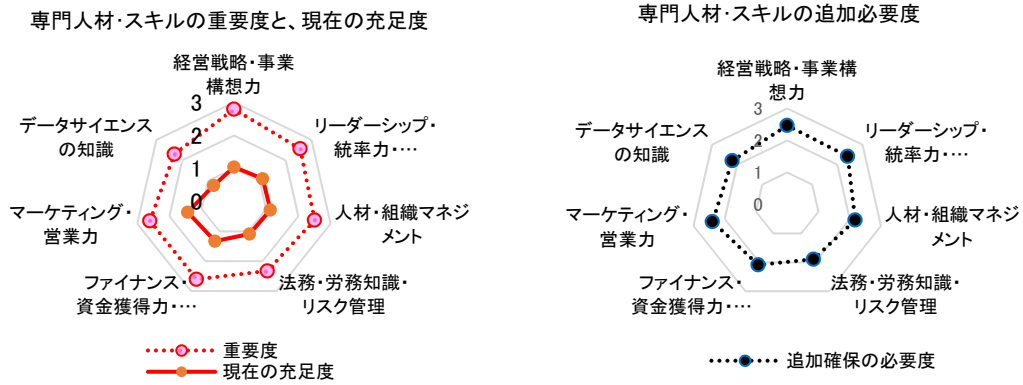 専門人材・スキルの重要度と、現在の充足度
経営戦略・事業
構想力
3
2
1
0
リーダーシップ・
統率力・…
人材・組織マネジ
メント
法務・労務知識・
リスク管理
ファイナンス・
資金獲得力・…
マーケティング・
営業力
データサイエンス
の知識
重要度
現在の充足度
専門人材・スキルの追加必要度
経営戦略・事業構
想力
3
2
1
0
リーダーシップ・
統率力・…
人材・組織マネジ
メント
法務・労務知識・
リスク管理
ファイナンス・
資金獲得力・…
マーケティング・
営業力
データサイエンス
の知識
追加確保の必要度